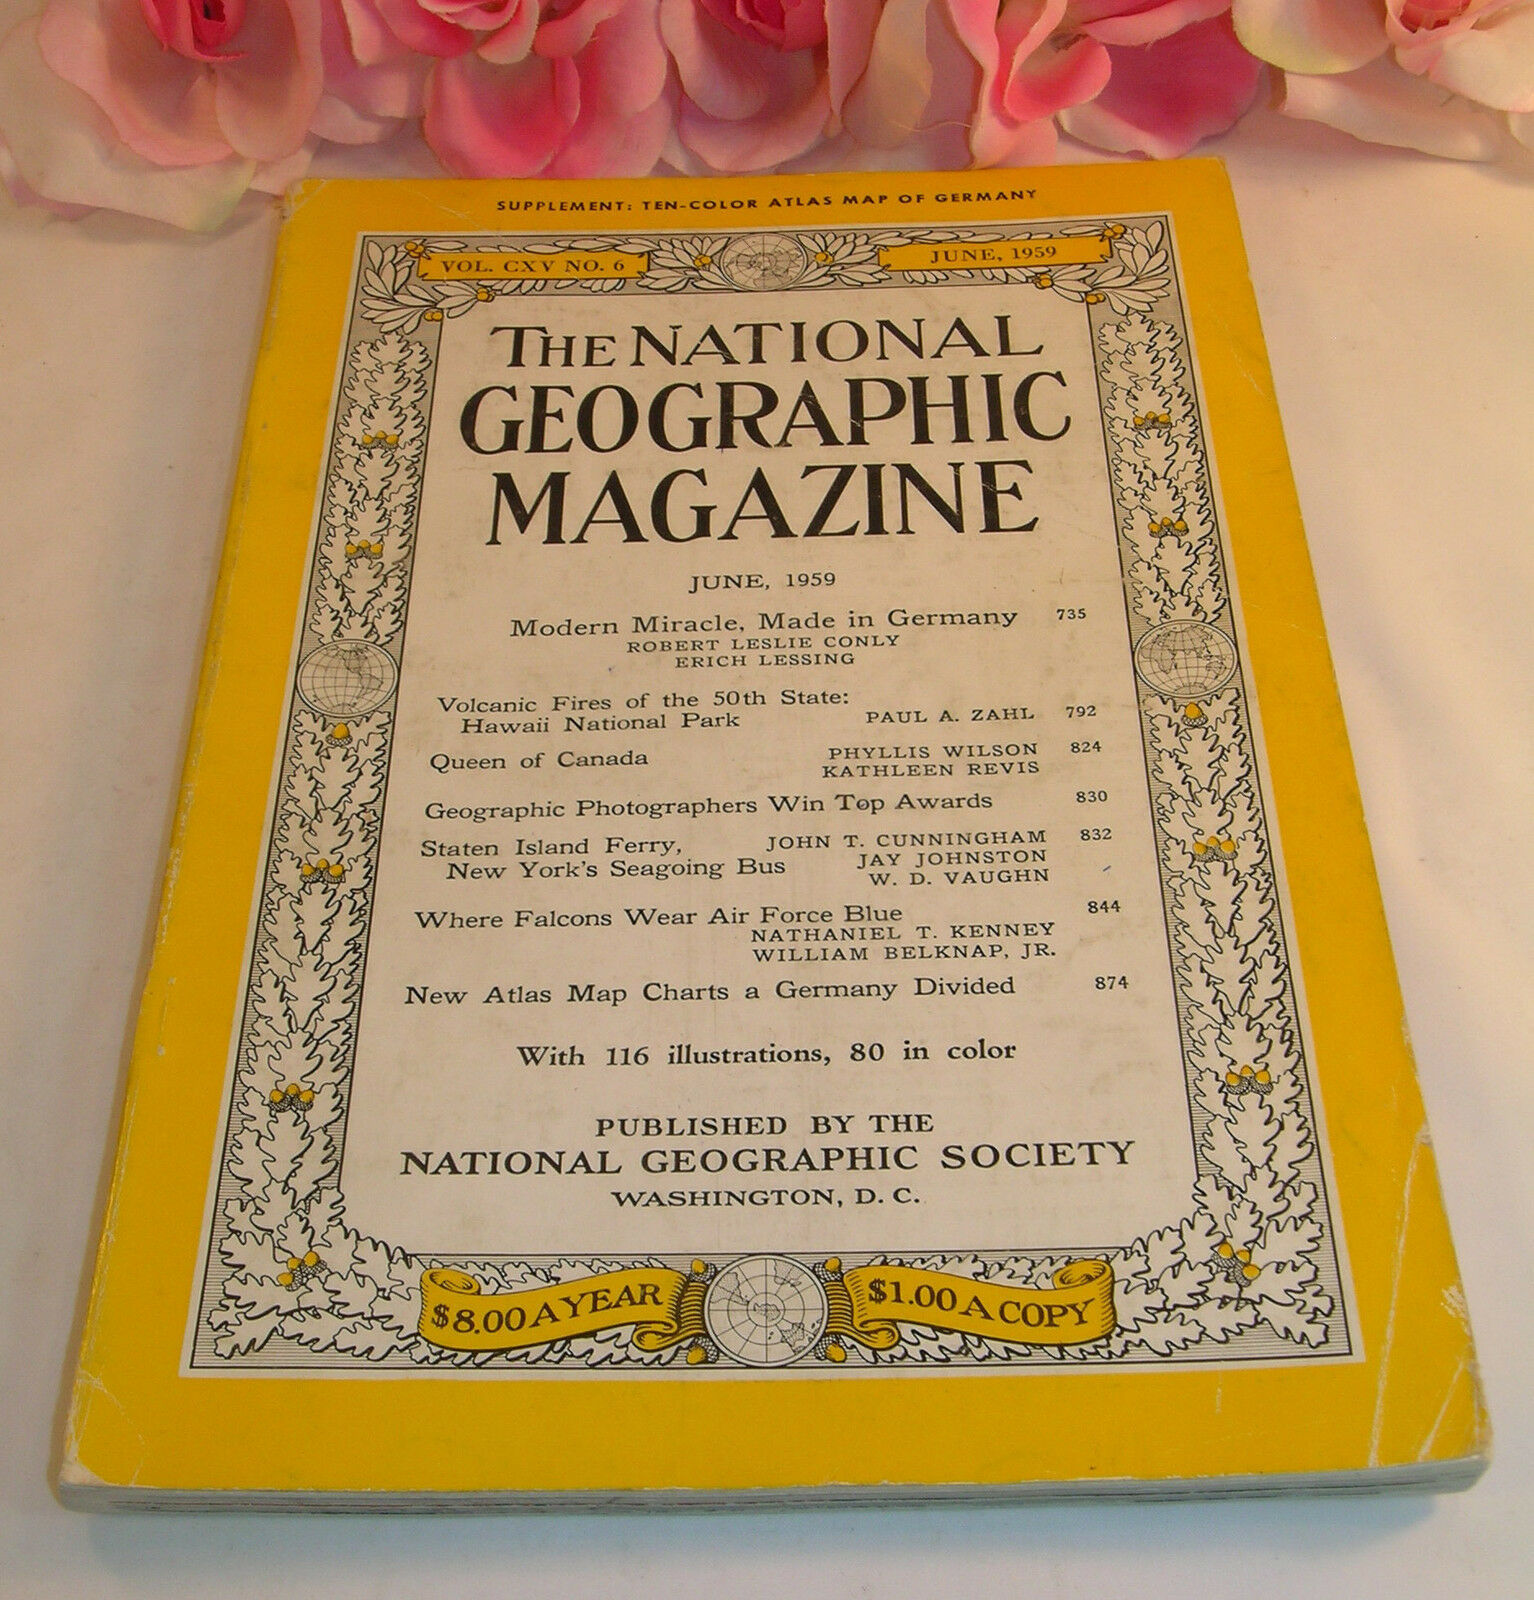 SUPPLEMENT: TEN-COLOR ATLAS MAP OF GERMANY
VOL. CXV NO. 6 JUNE, 1959
THE NATIONAL
GEOGRAPHIC
MAGAZINE
JUNE, 1959
Modern Miracle, Made in Germany 735
ROBERT LESLIE CONLY
ERICH LESSING
Volcanic Fires of the 50th State:
Hawaii National Park PAUL A. ZAHL 792
Queen of Canada PHYLLIS WILSON 824
KATHLEEN REVIS
Geographic Photographers Win Top Awards 830
Staten Island Ferry, JOHN T. CUNNINGHAM 832
New York's Seagoing Bus JAY JOHNSTON
W. D. VAUGHN
Where Falcons Wear Air Force Blue 844
NATHANIEL T. KENNEY
WILLIAM BELKNAP, JR.
New Atlas Map Charts a Germany Divided 874
With 116 illustrations, 80 in color
PUBLISHED BY THE
NATIONAL GEOGRAPHIC SOCIETY
WASHINGTON, D. C.
$8.00 A YEAR $1.00 A COPY